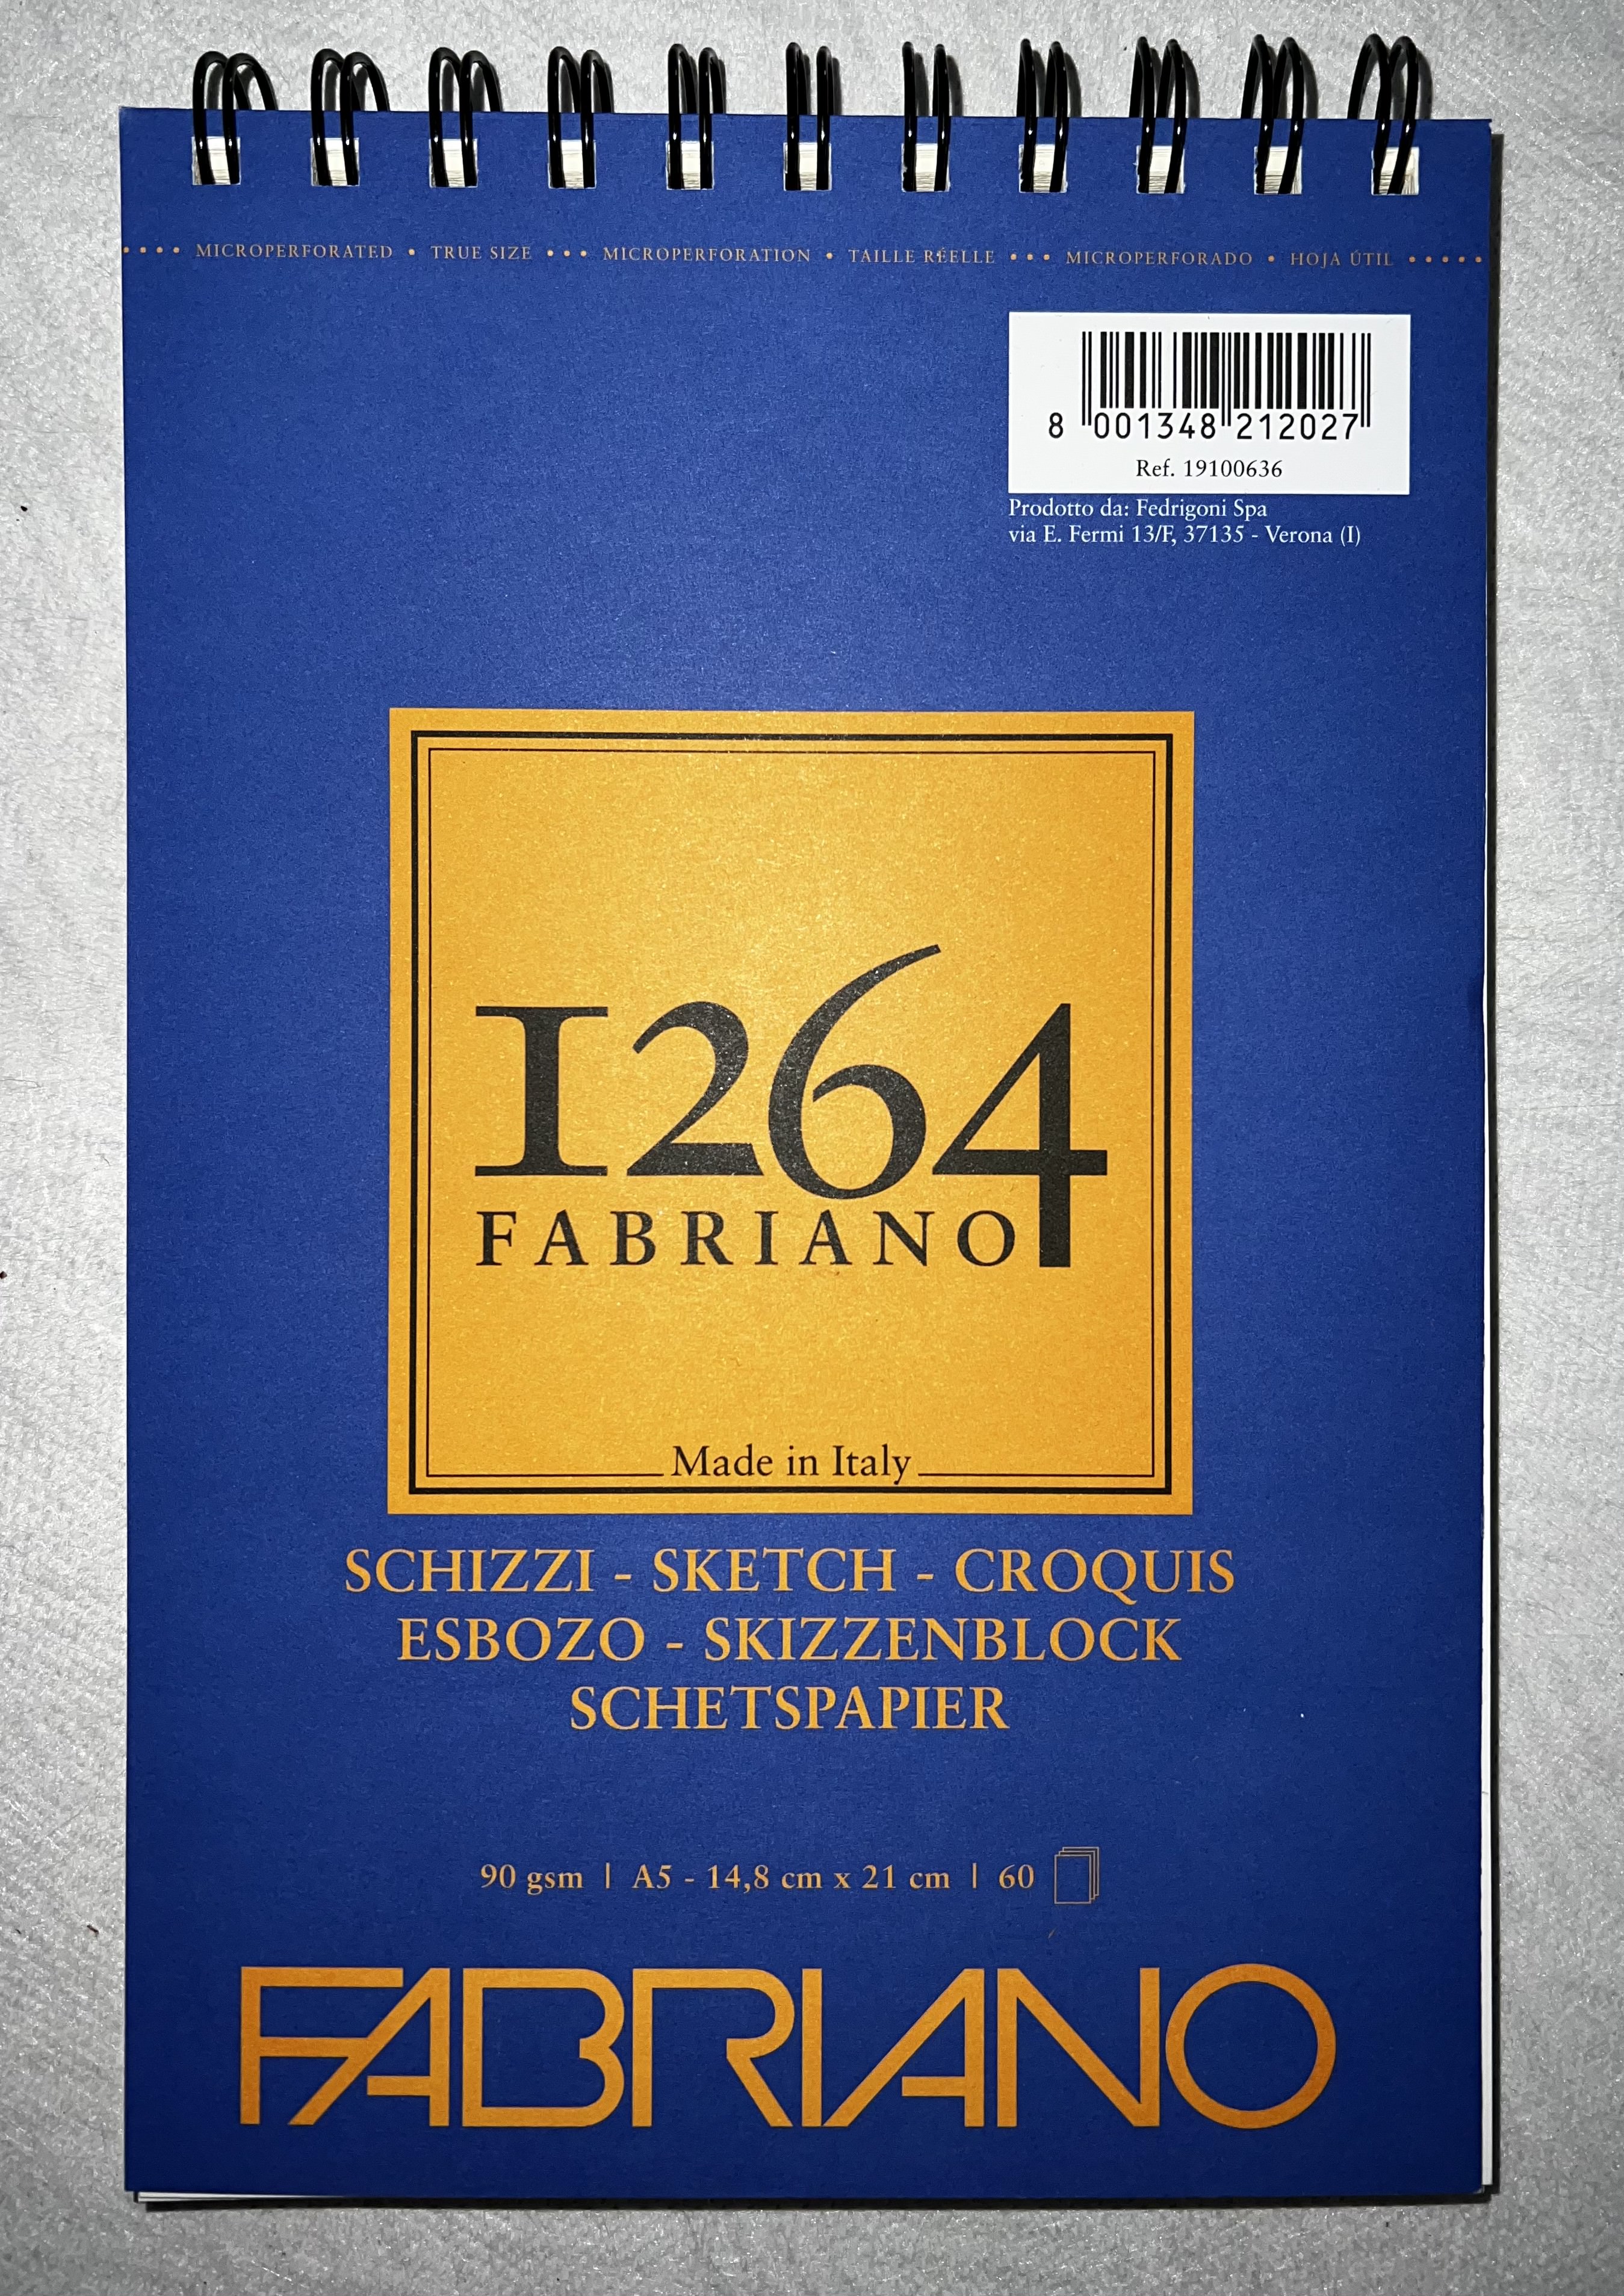 •••• MICROPERFORATED • TRUE SIZE ••• MICROPERFORATION • TAILLE RÉELLE ••• MICROPERFORADO • HOJA ÚTIL •••••
8 001348 212027
Ref. 19100636
Prodotto da: Fedrigoni Spa
via E. Fermi 13/F, 37135 - Verona (I)
1264
FABRIANO
Made in Italy
SCHIZZI - SKETCH - CROQUIS
ESBOZO - SKIZZENBLOCK
SCHETSPAPIER
90 gsm | A5 - 14,8 cm x 21 cm | 60
FABRIANO